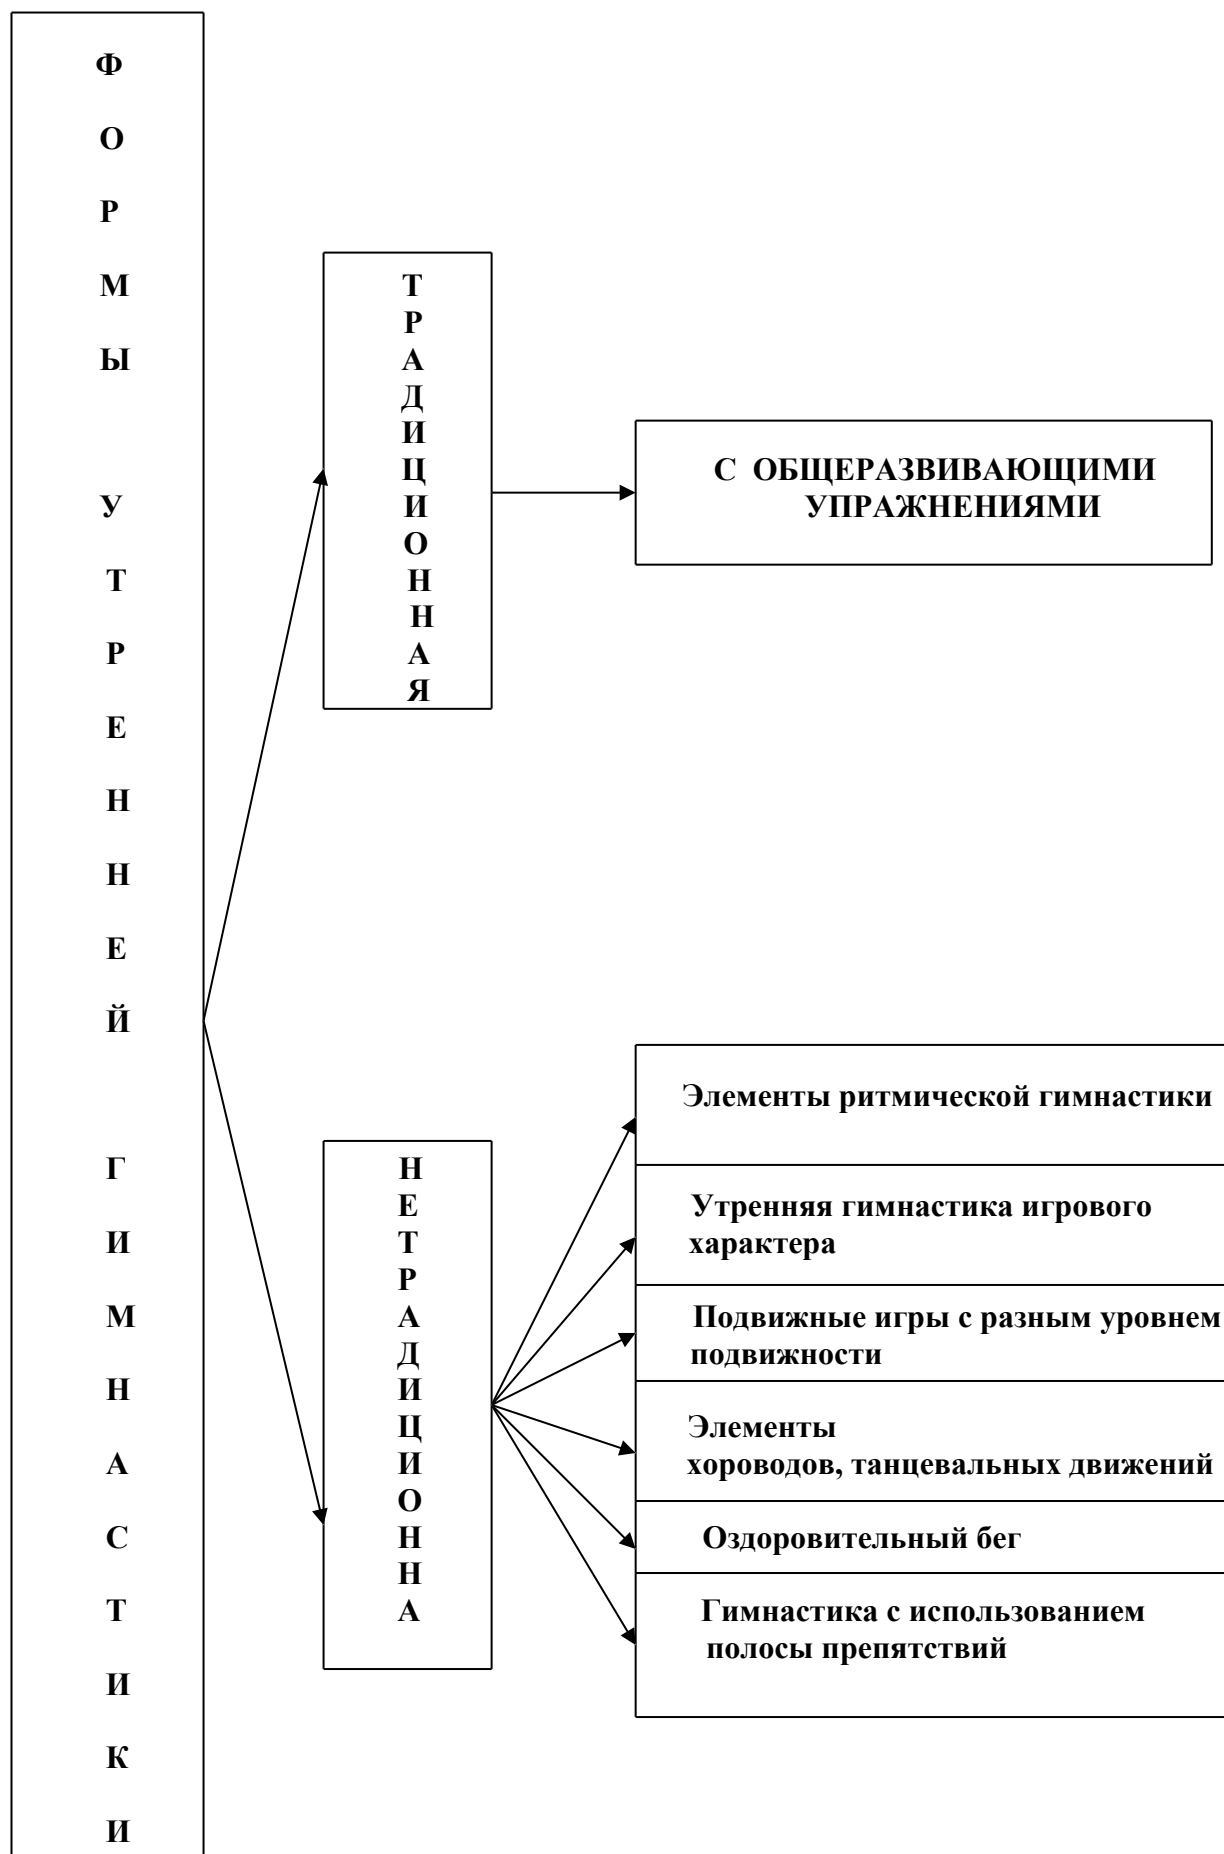 ФОРМЫ УТРЕННЕЙ ГИМНАСТИКИ
ТРАДИЦИОННАЯ
С ОБЩЕРАЗВИВАЮЩИМИ
УПРАЖНЕНИЯМИ
НЕТРАДИЦИОННА
Элементы ритмической гимнастики
Утренняя гимнастика игрового
характера
Подвижные игры с разным уровнем
подвижности
Элементы
хороводов, танцевальных движений
Оздоровительный бег
Гимнастика с использованием
полосы препятствий